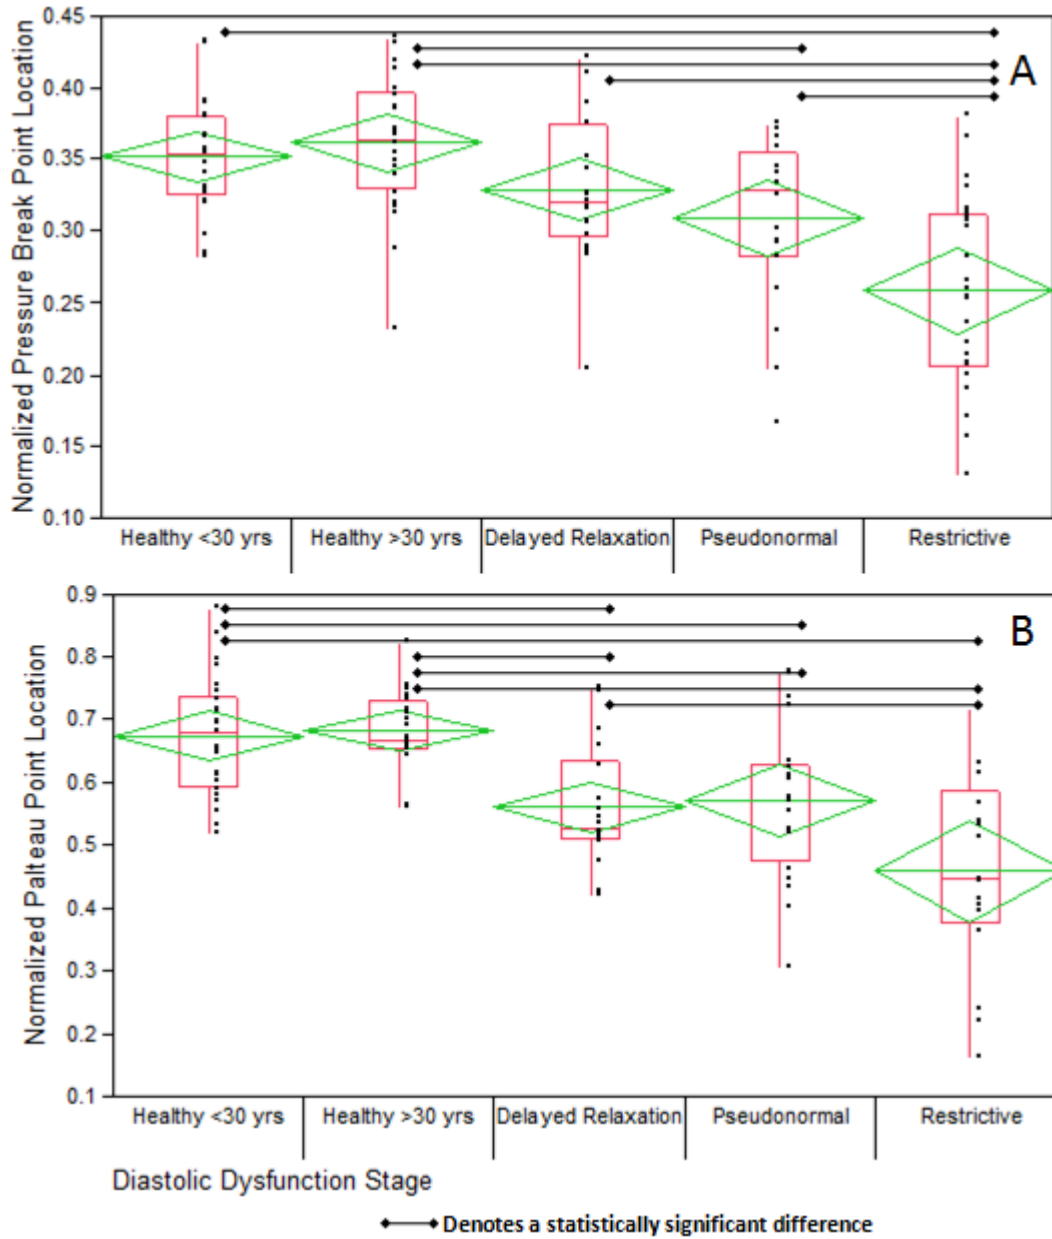 Normalized Pressure Break Point Location
0.45
0.40
0.35
0.30
0.25
0.20
0.15
0.10
A
Healthy <30 yrs Healthy >30 yrs Delayed Relaxation Pseudonormal Restrictive
Normalized Palteau Point Location
0.9
0.8
0.7
0.6
0.5
0.4
0.3
0.2
0.1
B
Healthy <30 yrs Healthy >30 yrs Delayed Relaxation Pseudonormal Restrictive
Diastolic Dysfunction Stage
Denotes a statistically significant difference